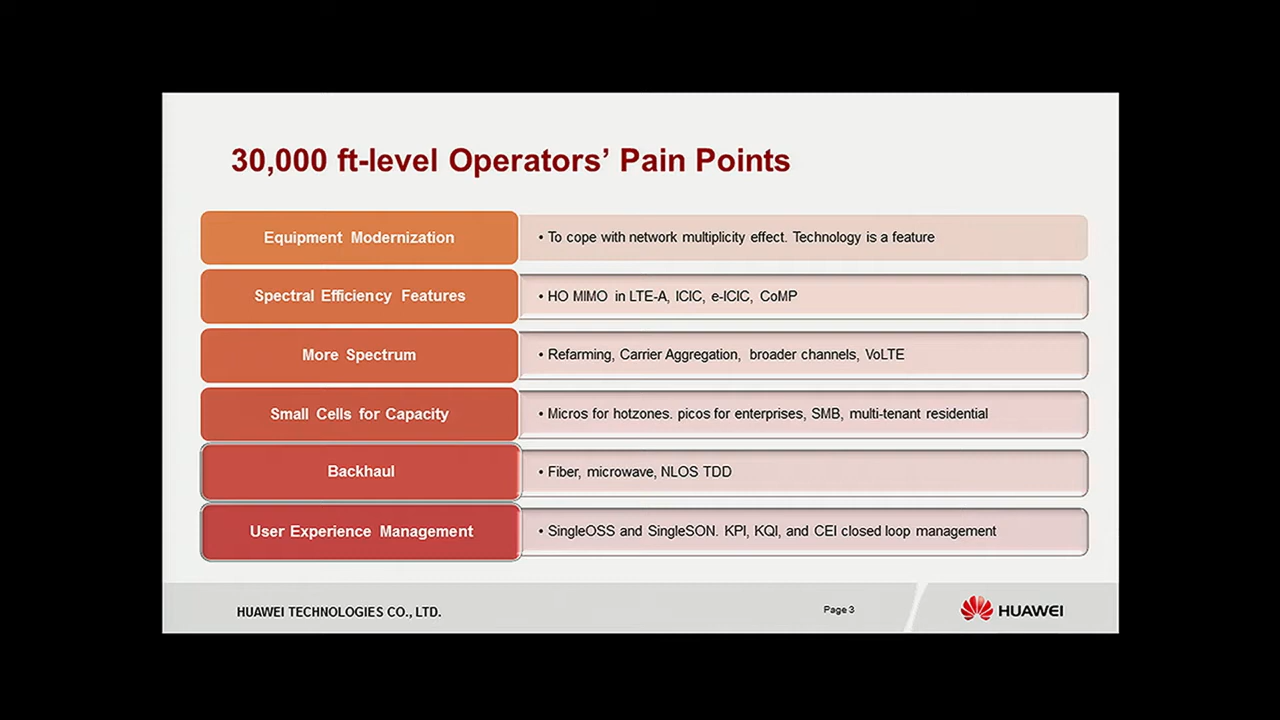 30,000 ft-level Operators’ Pain Points
Equipment Modernization
• To cope with network multiplicity effect. Technology is a feature
Spectral Efficiency Features
• HO MIMO in LTE-A, ICIC, e-ICIC, CoMP
More Spectrum
• Refarming, Carrier Aggregation, broader channels, VoLTE
Small Cells for Capacity
• Micros for hotzones. picos for enterprises, SMB, multi-tenant residential
Backhaul
• Fiber, microwave, NLOS TDD
User Experience Management
• SingleOSS and SingleSON. KPI, KQI, and CEI closed loop management
HUAWEI TECHNOLOGIES CO., LTD.
Page 3
HUAWEI